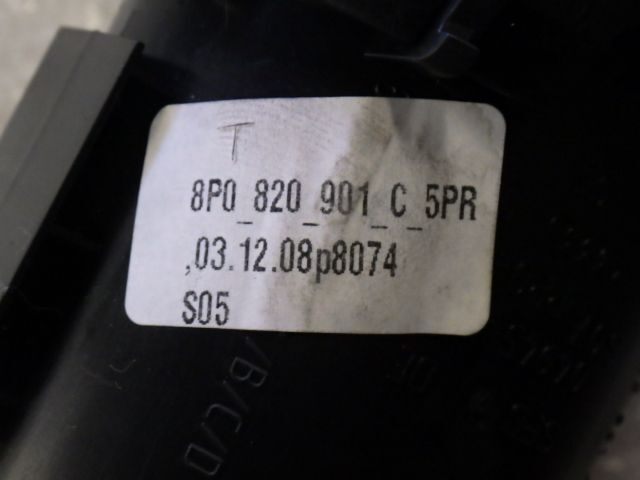 T
8P0_820_901_C_5PR
,03.12.08p8074
S05
/B/C/D